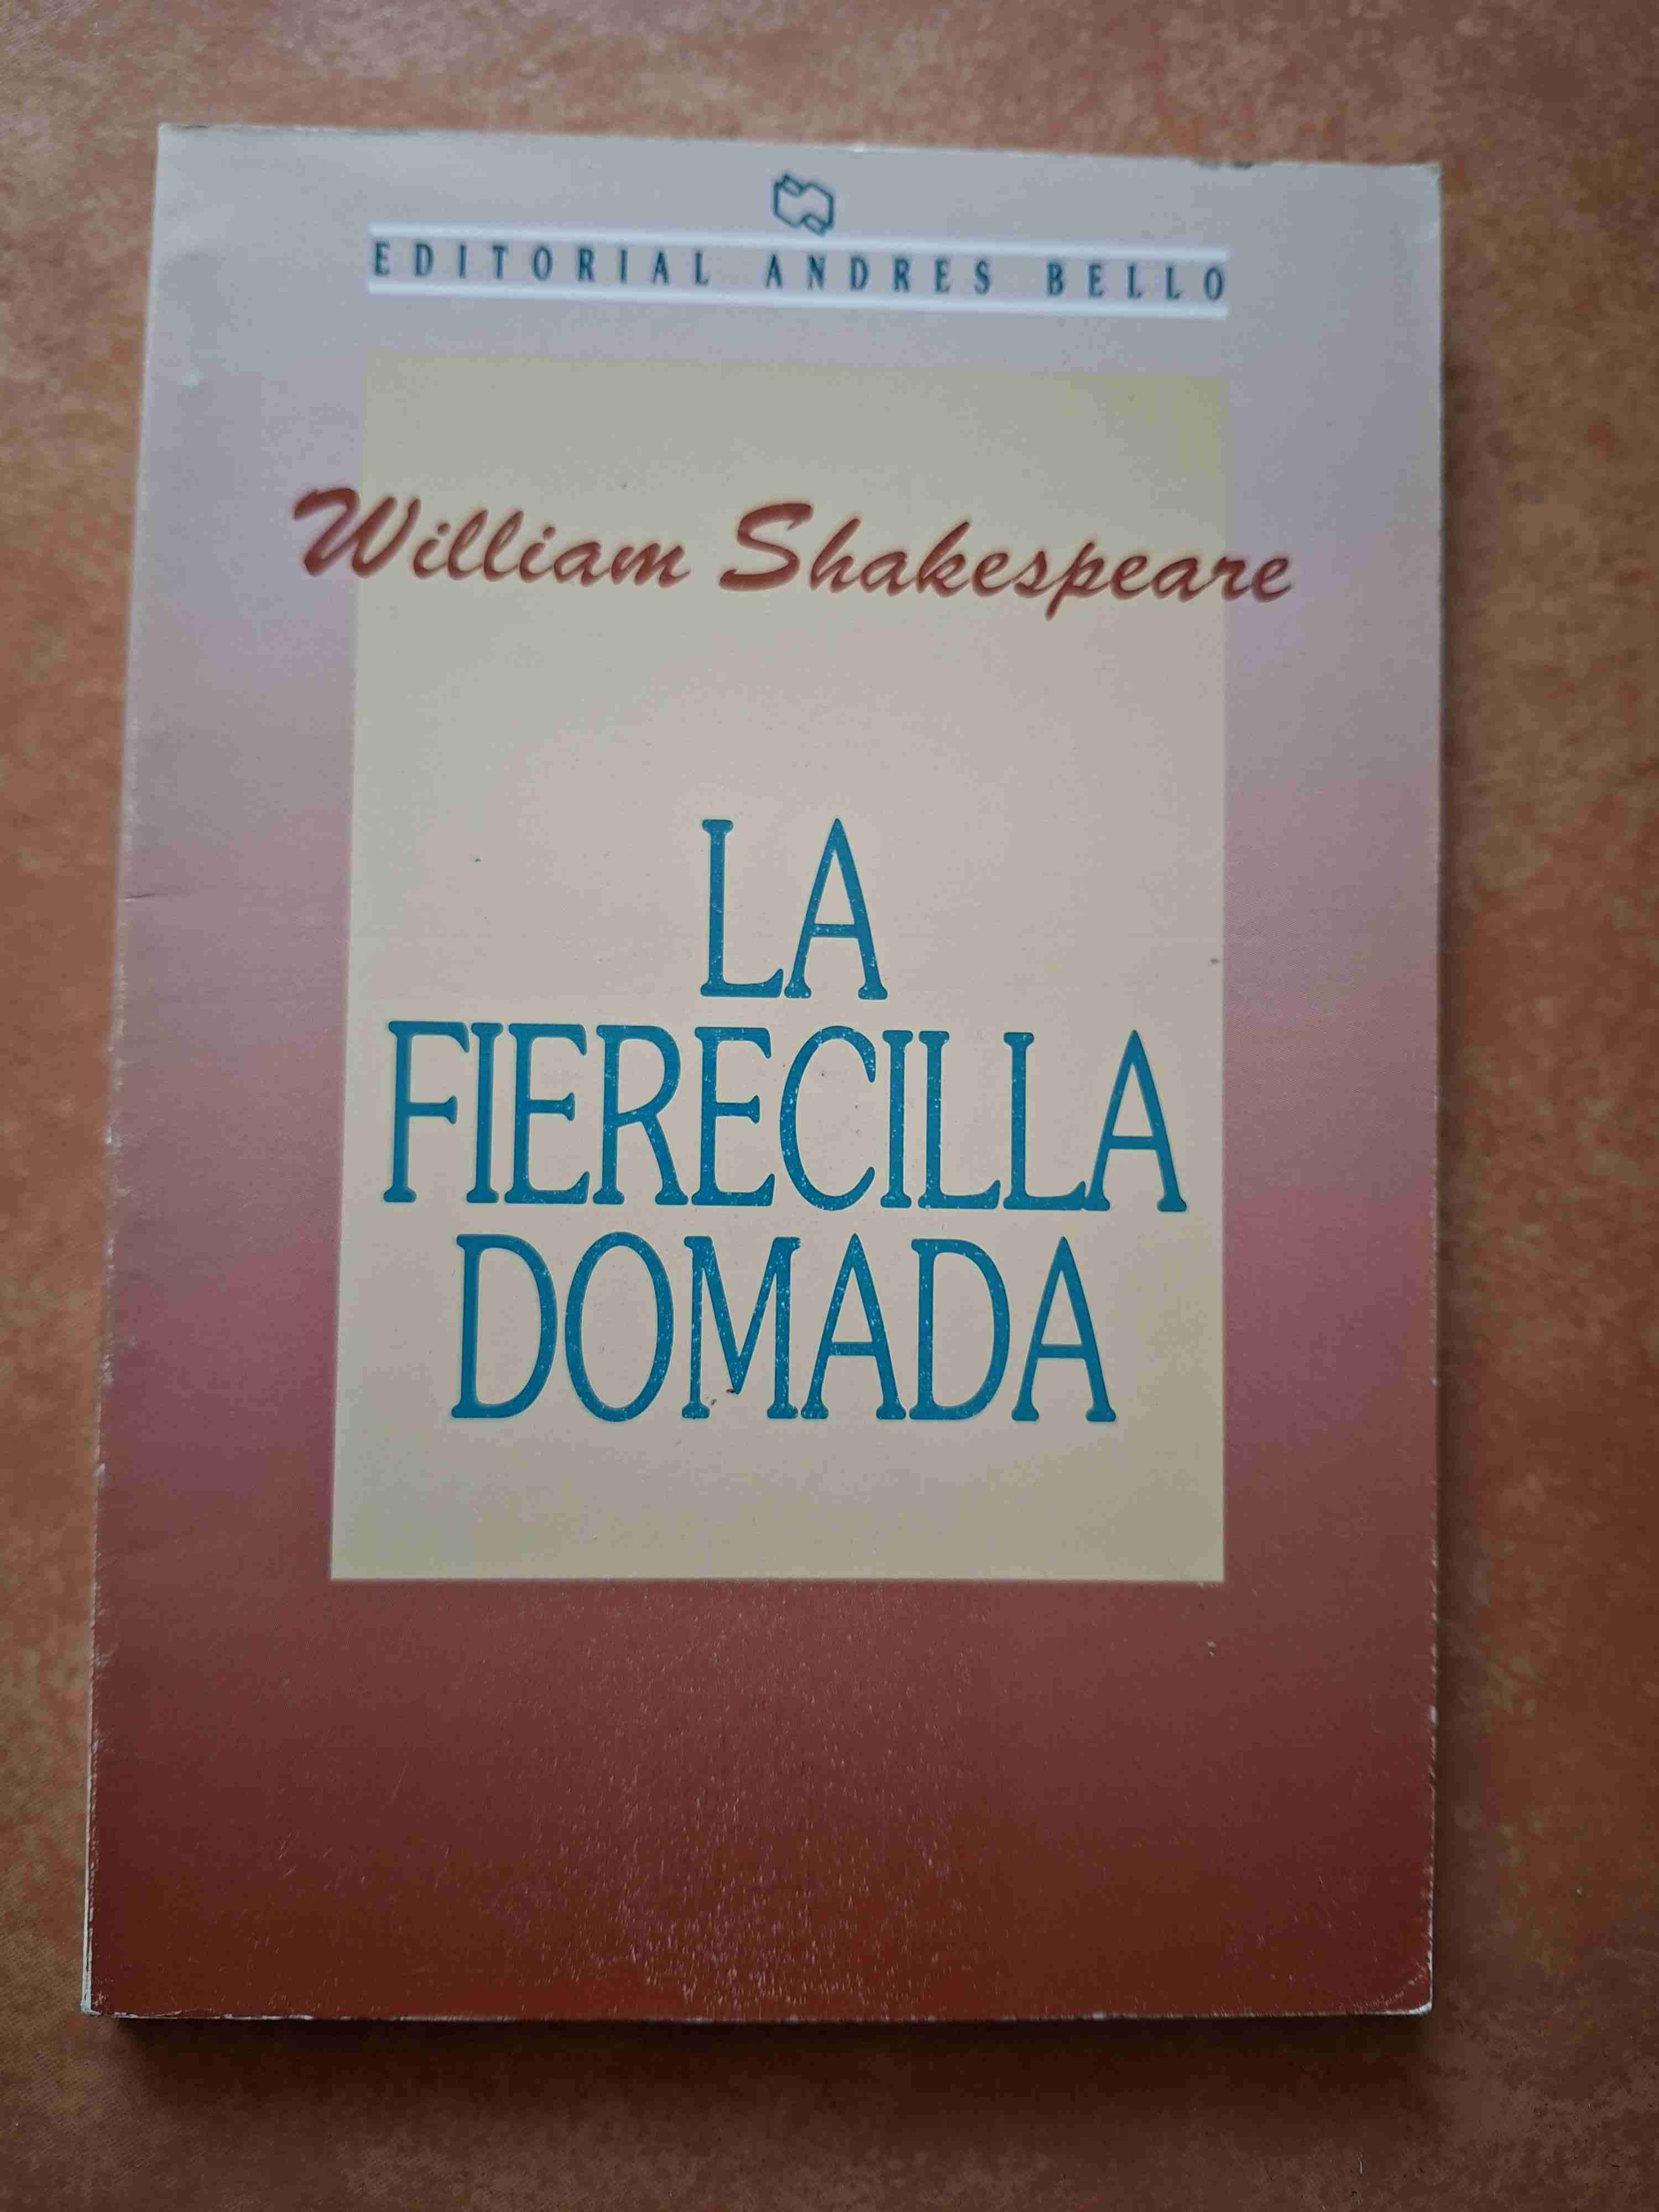 EDITORIAL ANDRES BELLO
William Shakespeare
LA
FIERECILLA
DOMADA